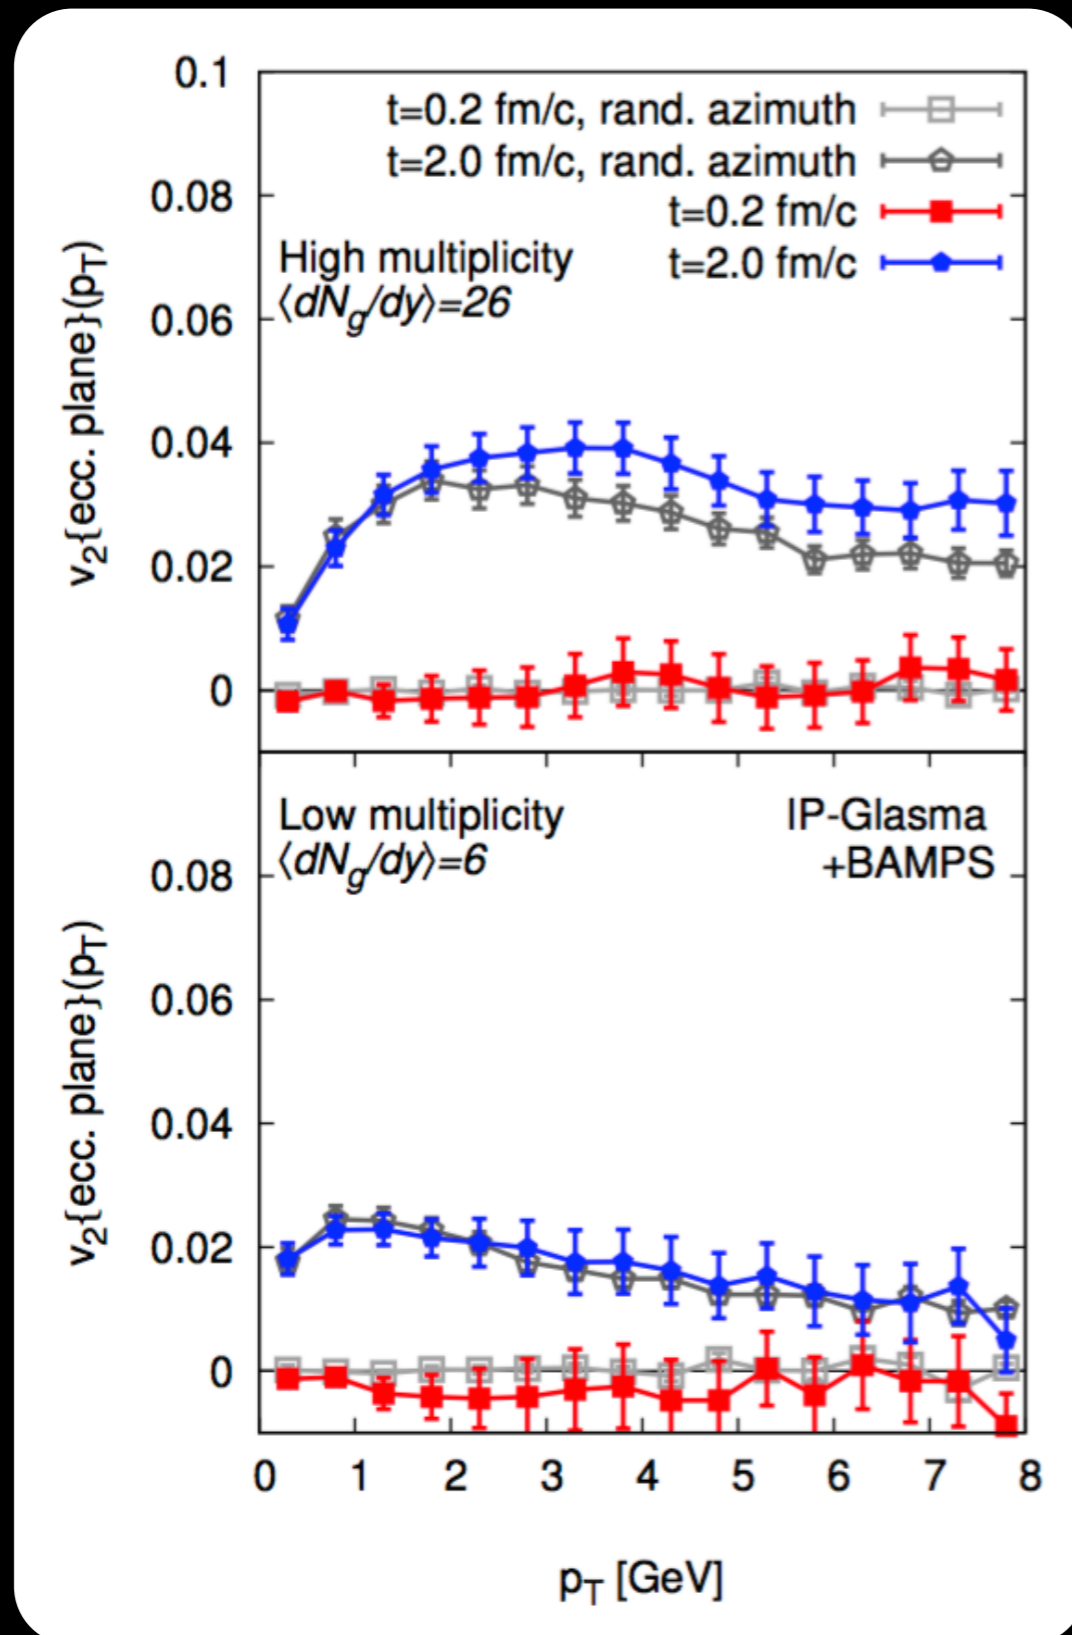 0.1
t=0.2 fm/c, rand. azimuth
t=2.0 fm/c, rand. azimuth
t=0.2 fm/c
t=2.0 fm/c
High multiplicity
⟨dNg/dy⟩=26
0.08
0.06
0.04
0.02
0
v2{ecc. plane}(pT)
Low multiplicity
⟨dNg/dy⟩=6
IP-Glasma
+BAMPS
0.08
0.06
0.04
0.02
0
v2{ecc. plane}(pT)
0 1 2 3 4 5 6 7 8
pT [GeV]